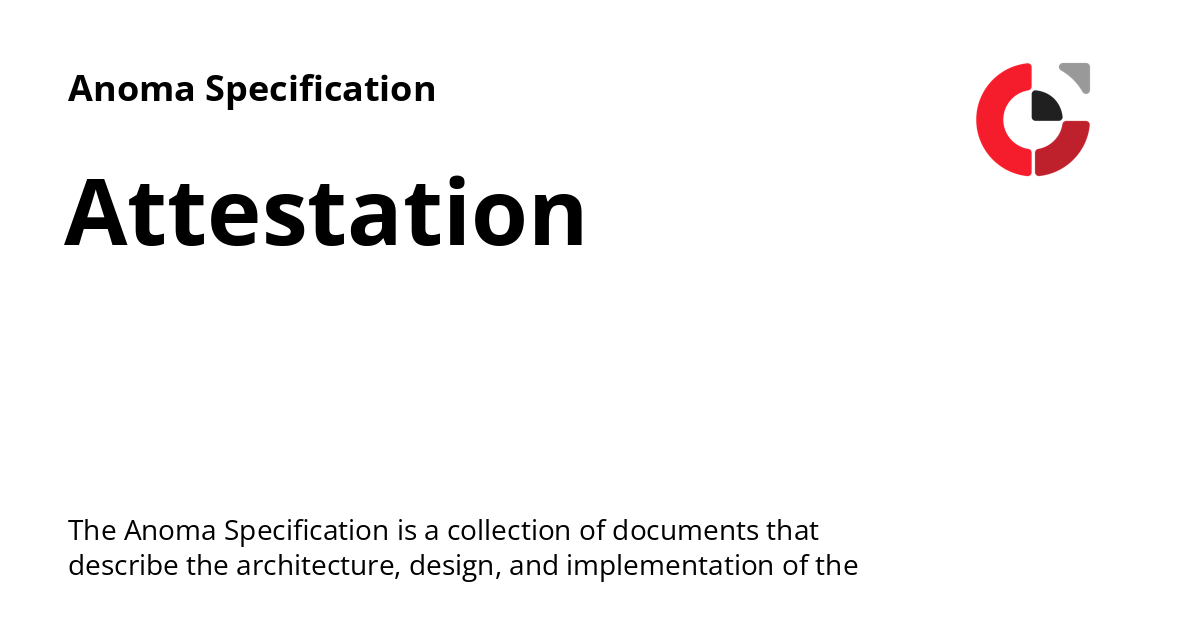 Anoma Specification
Attestation
The Anoma Specification is a collection of documents that
describe the architecture, design, and implementation of the